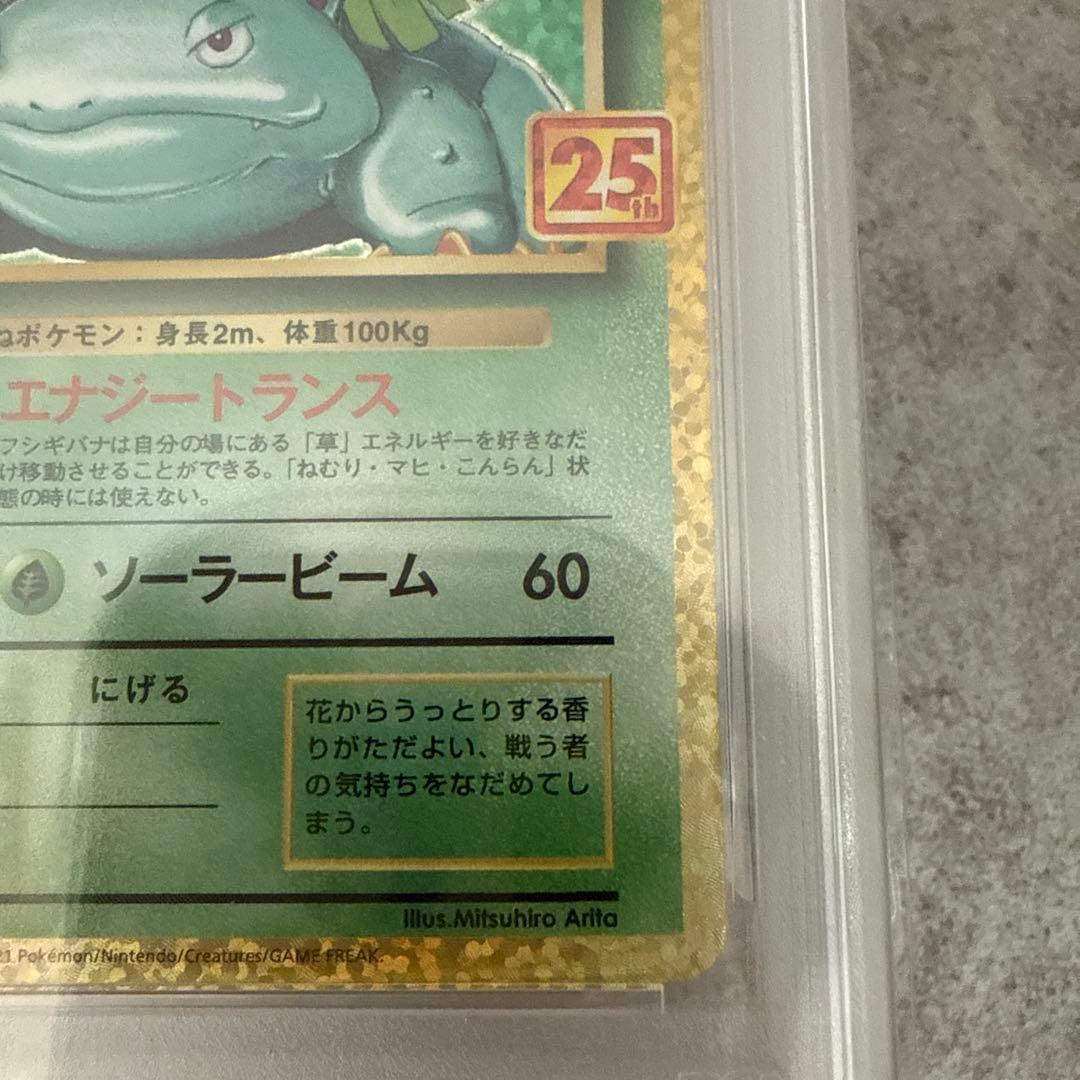 25th
ねポケモン：身長2m、体重100Kg
エナジートランス
フシギバナは自分の場にある「草」エネルギーを好きなだ
け移動させることができる。「ねむり・マヒ・こんらん」状
態の時には使えない。
ソーラービーム 60
にげる
花からうっとりする香
りがただよい、戦う者
の気持ちをなだめてし
まう。
Illus.Mitsuhiro Arita
21 Pokémon/Nintendo/Creatures/GAME FREAK.